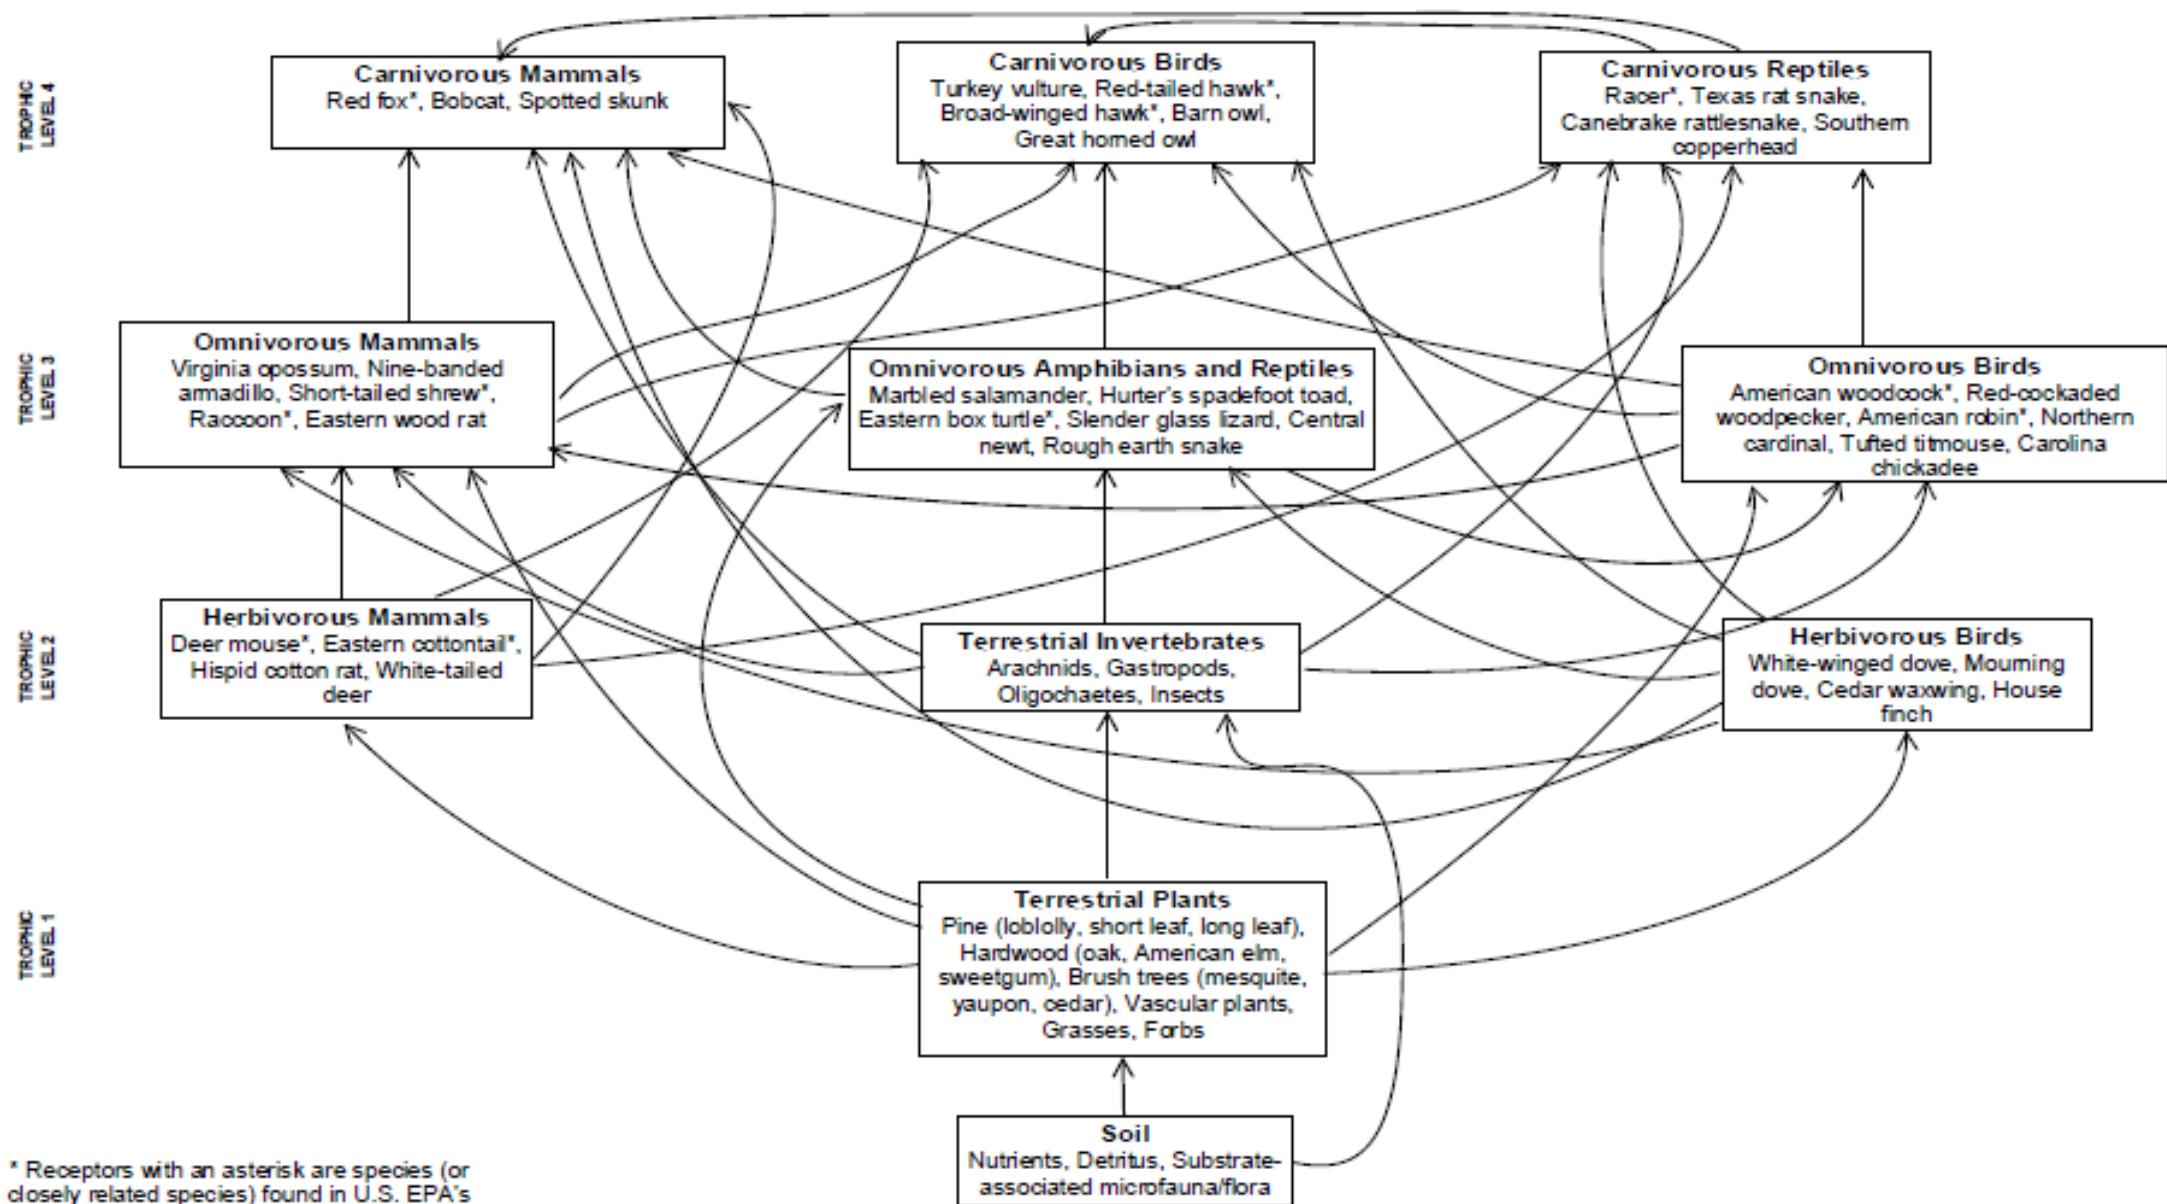 TROPHIC
LEVEL 4
Carnivorous Mammals
Red fox*, Bobcat, Spotted skunk
Carnivorous Birds
Turkey vulture, Red-tailed hawk*,
Broad-winged hawk*, Barn owl,
Great horned owl
Carnivorous Reptiles
Racer*, Texas rat snake,
Canebrake rattlesnake, Southern
copperhead
TROPHIC
LEVEL 3
Omnivorous Mammals
Virginia opossum, Nine-banded
armadillo, Short-tailed shrew*,
Raccoon*, Eastern wood rat
Omnivorous Amphibians and Reptiles
Marbled salamander, Hurter's spadefoot toad,
Eastern box turtle*, Slender glass lizard, Central
newt, Rough earth snake
Omnivorous Birds
American woodcock*, Red-cockaded
woodpecker, American robin*, Northern
cardinal, Tufted titmouse, Carolina
chickadee
TROPHIC
LEVEL 2
Herbivorous Mammals
Deer mouse*, Eastern cottontail*,
Hispid cotton rat, White-tailed
deer
Terrestrial Invertebrates
Arachnids, Gastropods,
Oligochaetes, Insects
Herbivorous Birds
White-winged dove, Mourning
dove, Cedar waxwing, House
finch
TROPHIC
LEVEL 1
Terrestrial Plants
Pine (loblolly, short leaf, long leaf),
Hardwood (oak, American elm,
sweetgum), Brush trees (mesquite,
yaupon, cedar), Vascular plants,
Grasses, Forbs
Soil
Nutrients, Detritus, Substrate-
associated microfauna/flora
* Receptors with an asterisk are species (or
closely related species) found in U.S. EPA's